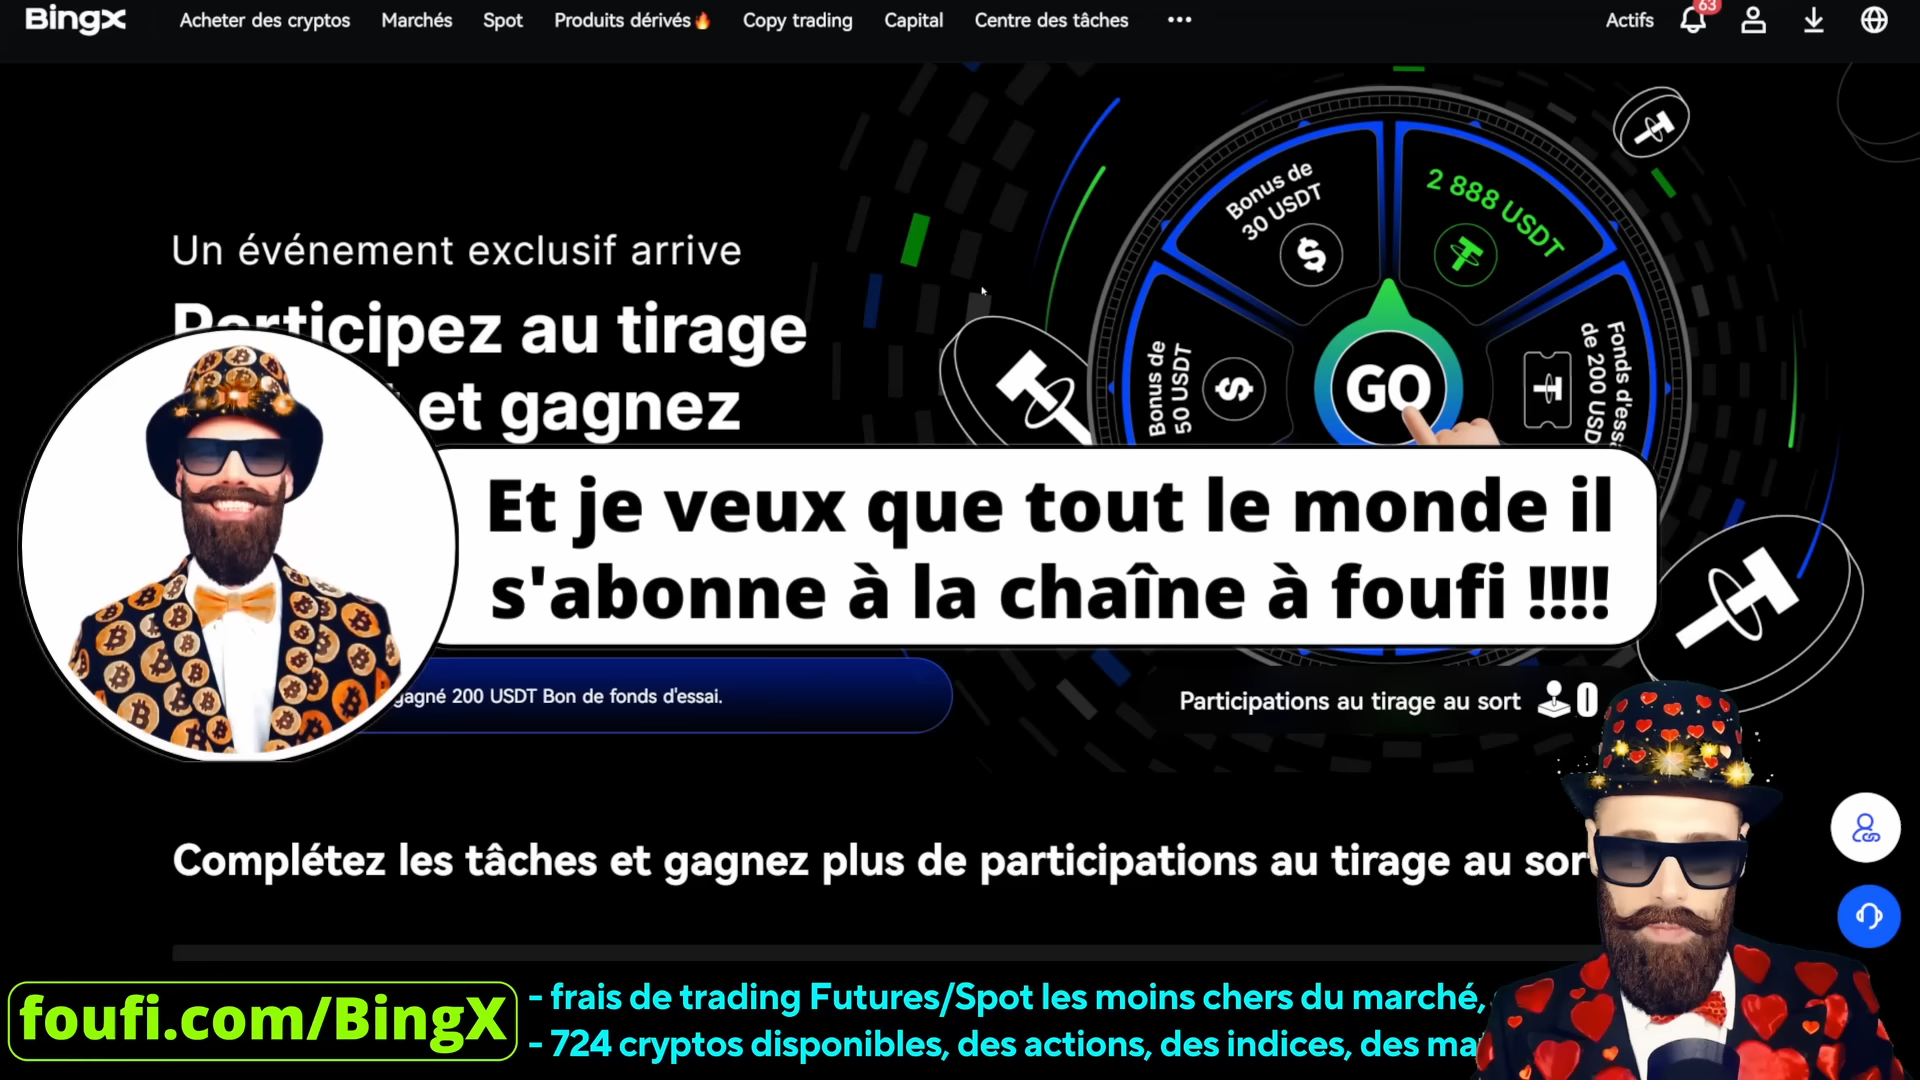 BingX
Acheter des cryptos Marchés Spot Produits dérivés Copy trading Capital Centre des tâches ••• Actifs 63
Un événement exclusif arrive
Participez au tirage
et gagnez
Bonus de
30 USDT
$
2 888 USDT
Bonus de
50 USDT
$
GO
de 200 USD
Et je veux que tout le monde il
s'abonne à la chaîne à foufi !!!!
gagné 200 USDT Bon de fonds d'essai.
Participations au tirage au sort 0
Complétez les tâches et gagnez plus de participations au tirage au sort
foufi.com/BingX
- frais de trading Futures/Spot les moins chers du marché,
- 724 cryptos disponibles, des actions, des indices, des ma